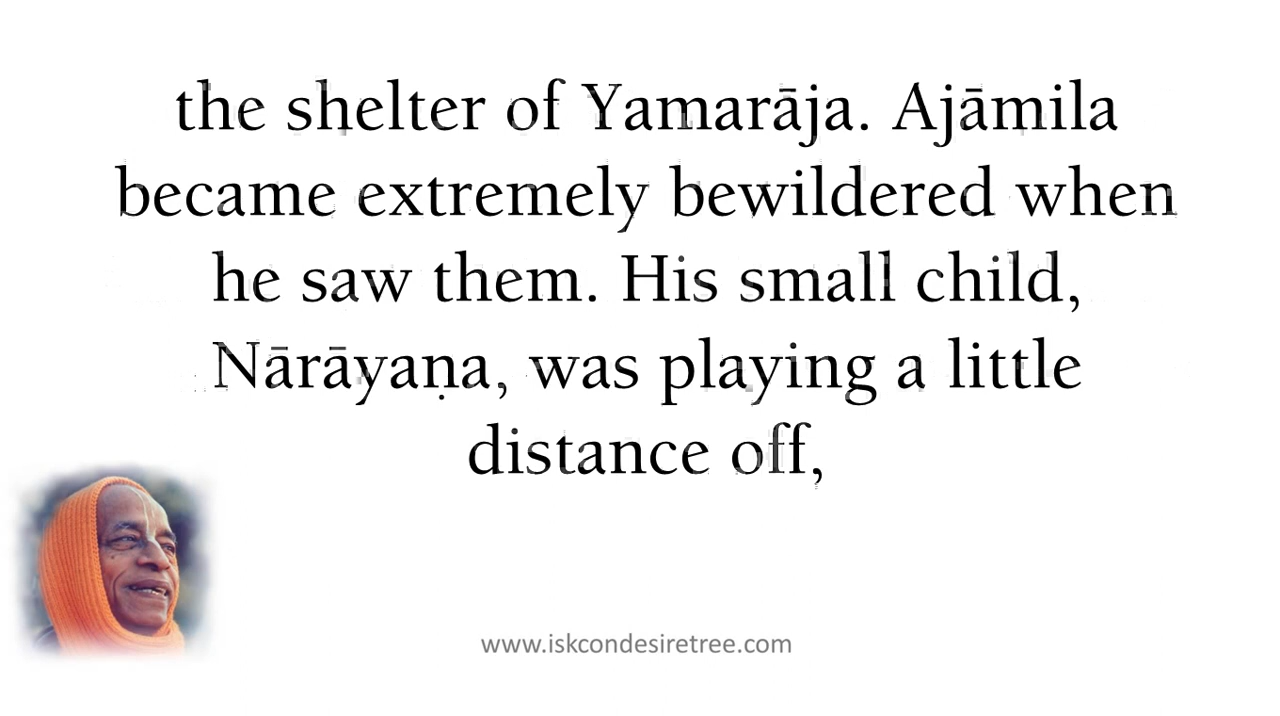 the shelter of Yamarāja. Ajāmila
became extremely bewildered when
he saw them. His small child,
Nārāyaṇa, was playing a little
distance off,
www.iskcondesiretree.com